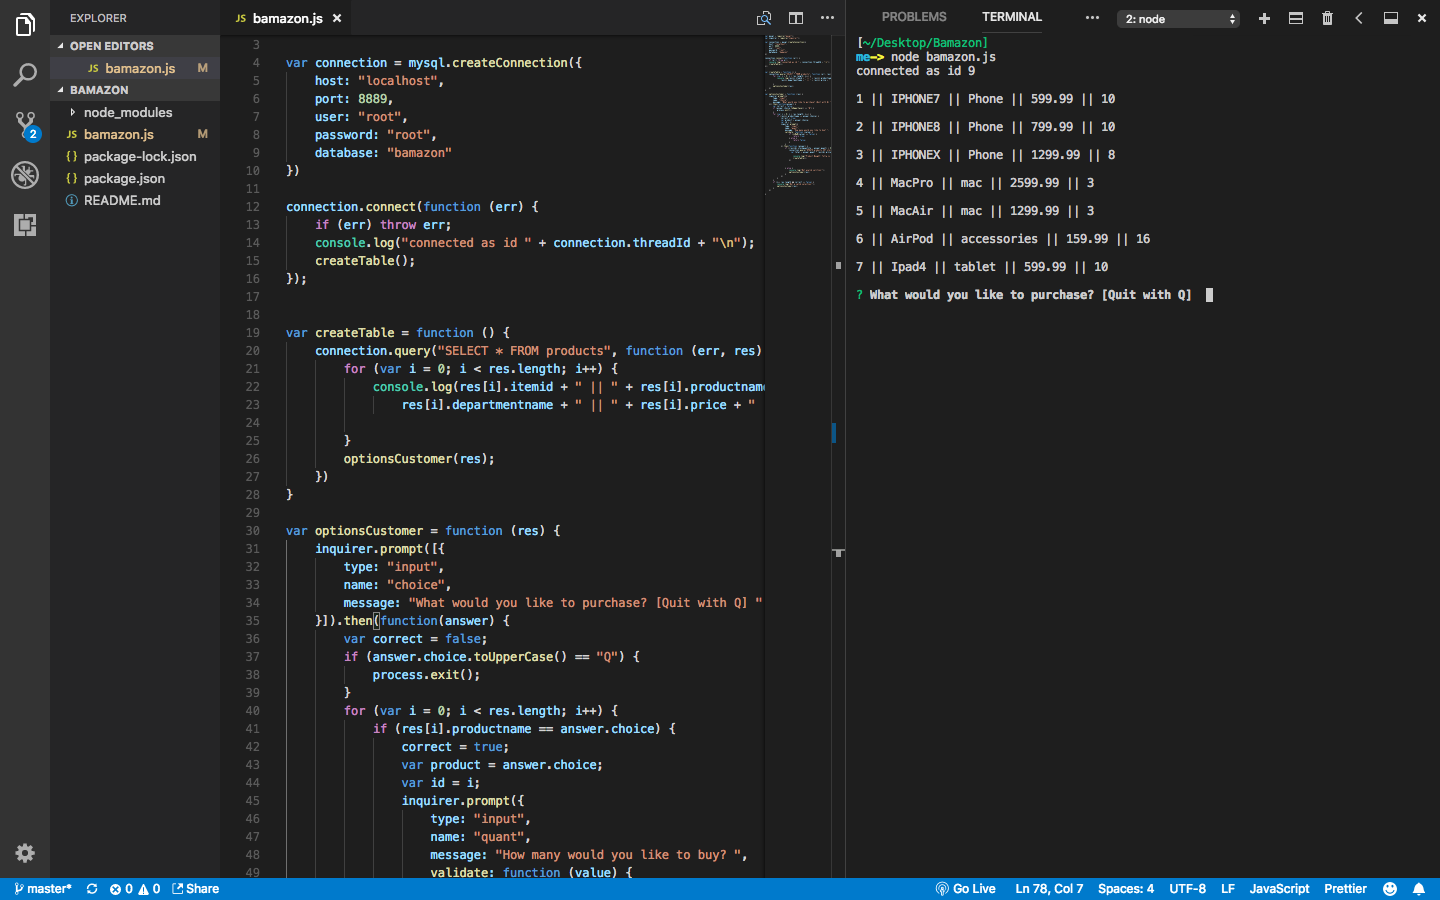 EXPLORER
OPEN EDITORS
JS bamazon.js M
BAMAZON
node_modules
JS bamazon.js M
{} package-lock.json
{} package.json
README.md
2
JS bamazon.js ×
3
4 var connection = mysql.createConnection({
5 host: "localhost",
6 port: 8889,
7 user: "root",
8 password: "root",
9 database: "bamazon"
10 })
11
12 connection.connect(function (err) {
13 if (err) throw err;
14 console.log("connected as id " + connection.threadId + "\n");
15 createTable();
16 });
17
18
19 var createTable = function () {
20 connection.query("SELECT * FROM products", function (err, res)
21 for (var i = 0; i < res.length; i++) {
22 console.log(res[i].itemid + " || " + res[i].productname
23 res[i].departmentname + " || " + res[i].price + "
24
25 }
26 optionsCustomer(res);
27 })
28 }
29
30 var optionsCustomer = function (res) {
31 inquirer.prompt([{
32 type: "input",
33 name: "choice",
34 message: "What would you like to purchase? [Quit with Q] "
35 }]).then(function(answer) {
36 var correct = false;
37 if (answer.choice.toUpperCase() == "Q") {
38 process.exit();
39 }
40 for (var i = 0; i < res.length; i++) {
41 if (res[i].productname == answer.choice) {
42 correct = true;
43 var product = answer.choice;
44 var id = i;
45 inquirer.prompt({
46 type: "input",
47 name: "quant",
48 message: "How many would you like to buy? ",
49 validate: function (value) {
PROBLEMS TERMINAL ··· 2: node
[~/Desktop/Bamazon]
me—> node bamazon.js
connected as id 9
1 || IPHONE7 || Phone || 599.99 || 10
2 || IPHONE8 || Phone || 799.99 || 10
3 || IPHONEX || Phone || 1299.99 || 8
4 || MacPro || mac || 2599.99 || 3
5 || MacAir || mac || 1299.99 || 3
6 || AirPod || accessories || 159.99 || 16
7 || Ipad4 || tablet || 599.99 || 10
? What would you like to purchase? [Quit with Q]
master* 0 0 Share Go Live Ln 78, Col 7 Spaces: 4 UTF-8 LF JavaScript Prettier